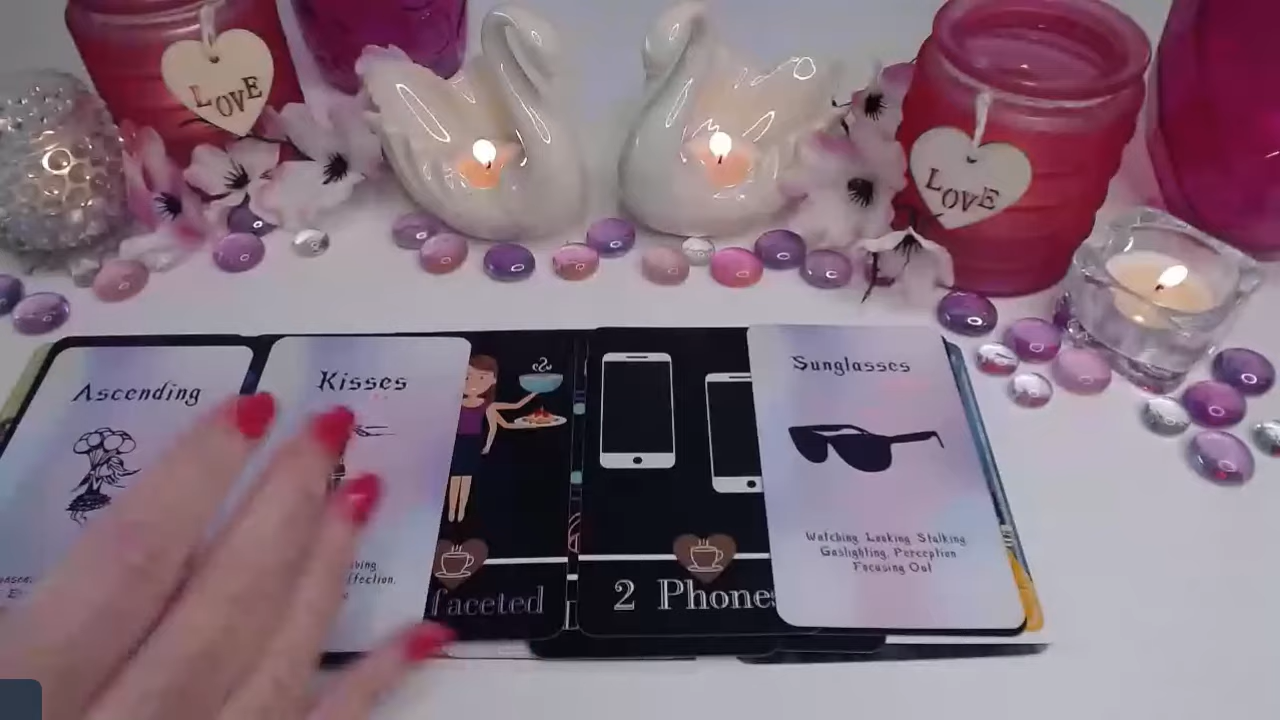 LOVE
LOVE
Ascending
Kisses
Sunglasses
Watching, Looking, Stalking
Gaslighting, Perception
Focusing Out
faceted
2 Phones